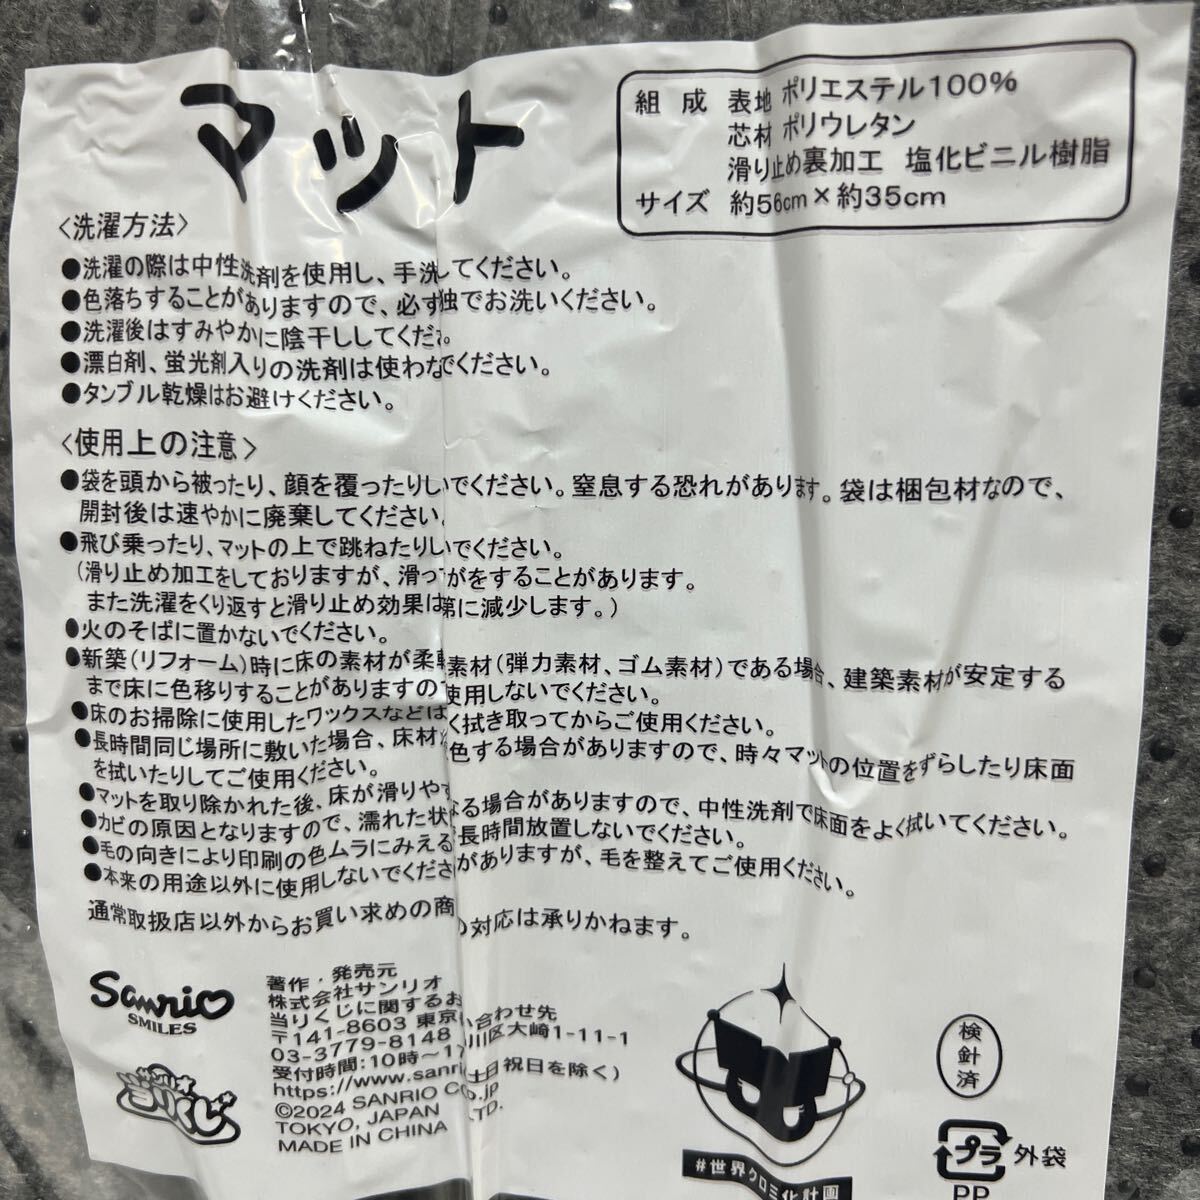 マット
組成 表地 ポリエステル100%
芯材 ポリウレタン
滑り止め裏加工 塩化ビニル樹脂
サイズ 約56cm×約35cm
<洗濯方法>
●洗濯の際は中性洗剤を使用し、手洗してください。
●色落ちすることがありますので、必ず独でお洗いください。
●洗濯後はすみやかに陰干ししてくださ。
●漂白剤、蛍光剤入りの洗剤は使わなでください。
●タンブル乾燥はお避けください。
<使用上の注意>
●袋を頭から被ったり、顔を覆ったりしいでください。窒息する恐れがあります。袋は梱包材なので、
開封後は速やかに廃棄してください
●飛び乗ったり、マットの上で跳ねたりしいでください。
(滑り止め加工をしておりますが、滑っがをすることがあります。
また洗濯をくり返すと滑り止め効果は第に減少します。)
●火のそばに置かないでください。
●新築(リフォーム)時に床の素材が柔軟素材(弾力素材、ゴム素材)である場合、建築素材が安定する
まで床に色移りすることがありますの使用しないでください。
●床のお掃除に使用したワックスなどはく拭き取ってからご使用ください。
●長時間同じ場所に敷いた場合、床材が色する場合がありますので、時々マットの位置をずらしたり床面
を拭いたりしてご使用ください。
●マットを取り除かれた後、床が滑りやすなる場合がありますので、中性洗剤で床面をよく拭いてください。
●カビの原因となりますので、濡れた状で長時間放置しないでください。
●毛の向きにより印刷の色ムラにみえるがありますが、毛を整えてご使用ください。
●本来の用途以外に使用しないでくださ
通常取扱店以外からお買い求めの商の対応は承りかねます。
Sanrio
SMILES
サンリオ
当りくじ
著作・発売元
株式会社サンリオ
当りくじに関するおい合わせ先
〒141-8603 東京川区大崎1-11-1
03-3779-8148
受付時間:10時~17(土日祝日を除く)
https://www.sanrio.co.jp
©2024 SANRIO CO., LTD.
TOKYO, JAPAN
MADE IN CHINA
#世界クロミ化計画
検針済
プラ 外袋
PP